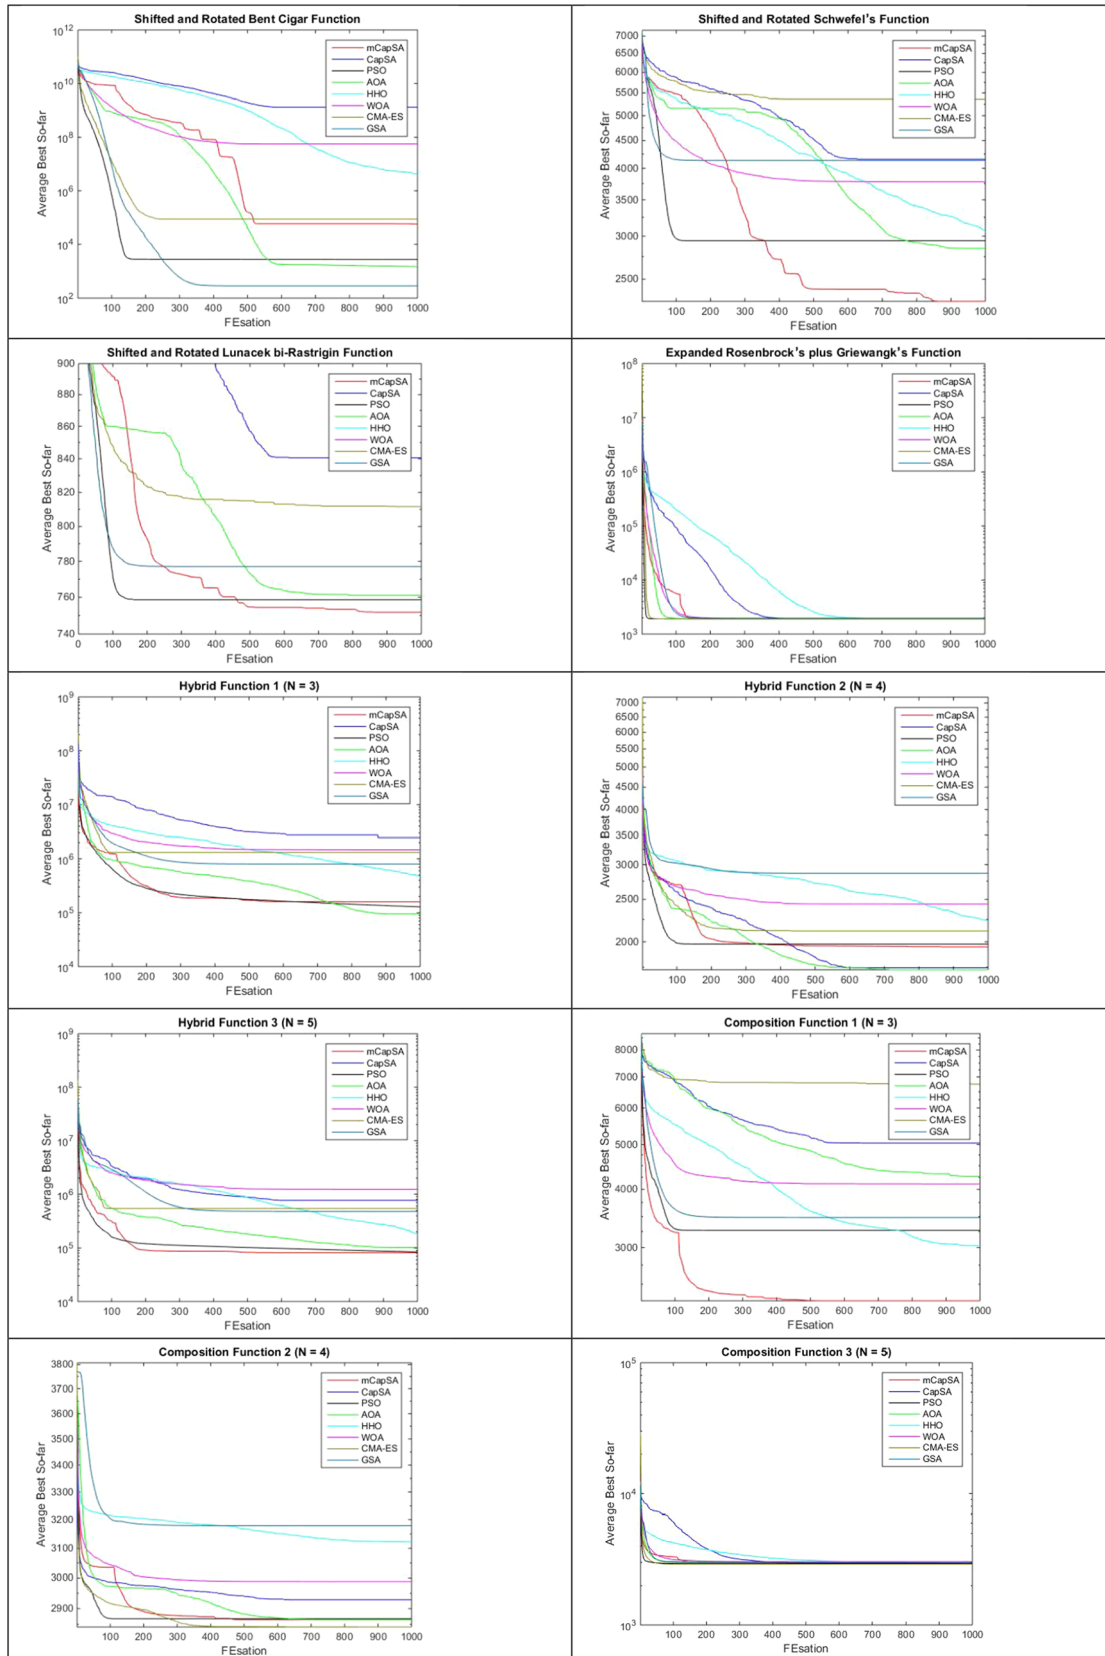 Shifted and Rotated Bent Cigar Function
10^12
10^10
10^8
10^6
10^4
10^2
Average Best So-far
mCapSA
CapSA
PSO
AOA
HHO
WOA
CMA-ES
GSA
100 200 300 400 500 600 700 800 900 1000
FEsation
Shifted and Rotated Schwefel's Function
7000
6500
6000
5500
5000
4500
4000
3500
3000
2500
Average Best So-far
mCapSA
CapSA
PSO
AOA
HHO
WOA
CMA-ES
GSA
100 200 300 400 500 600 700 800 900 1000
FEsation
Shifted and Rotated Lunacek bi-Rastrigin Function
900
880
860
840
820
800
780
760
740
Average Best So-far
mCapSA
CapSA
PSO
AOA
HHO
WOA
CMA-ES
GSA
0 100 200 300 400 500 600 700 800 900 1000
FEsation
Expanded Rosenbrock's plus Griewangk's Function
10^8
10^7
10^6
10^5
10^4
10^3
Average Best So-far
mCapSA
CapSA
PSO
AOA
HHO
WOA
CMA-ES
GSA
100 200 300 400 500 600 700 800 900 1000
FEsation
Hybrid Function 1 (N = 3)
10^9
10^8
10^7
10^6
10^5
10^4
Average Best So-far
mCapSA
CapSA
PSO
AOA
HHO
WOA
CMA-ES
GSA
100 200 300 400 500 600 700 800 900 1000
FEsation
Hybrid Function 2 (N = 4)
7000
6500
6000
5500
5000
4500
4000
3500
3000
2500
2000
Average Best So-far
mCapSA
CapSA
PSO
AOA
HHO
WOA
CMA-ES
GSA
100 200 300 400 500 600 700 800 900 1000
FEsation
Hybrid Function 3 (N = 5)
10^9
10^8
10^7
10^6
10^5
10^4
Average Best So-far
mCapSA
CapSA
PSO
AOA
HHO
WOA
CMA-ES
GSA
100 200 300 400 500 600 700 800 900 1000
FEsation
Composition Function 1 (N = 3)
8000
7000
6000
5000
4000
3000
Average Best So-far
mCapSA
CapSA
PSO
AOA
HHO
WOA
CMA-ES
GSA
100 200 300 400 500 600 700 800 900 1000
FEsation
Composition Function 2 (N = 4)
3800
3700
3600
3500
3400
3300
3200
3100
3000
2900
Average Best So-far
mCapSA
CapSA
PSO
AOA
HHO
WOA
CMA-ES
GSA
100 200 300 400 500 600 700 800 900 1000
FEsation
Composition Function 3 (N = 5)
10^5
10^4
10^3
Average Best So-far
mCapSA
CapSA
PSO
AOA
HHO
WOA
CMA-ES
GSA
100 200 300 400 500 600 700 800 900 1000
FEsation